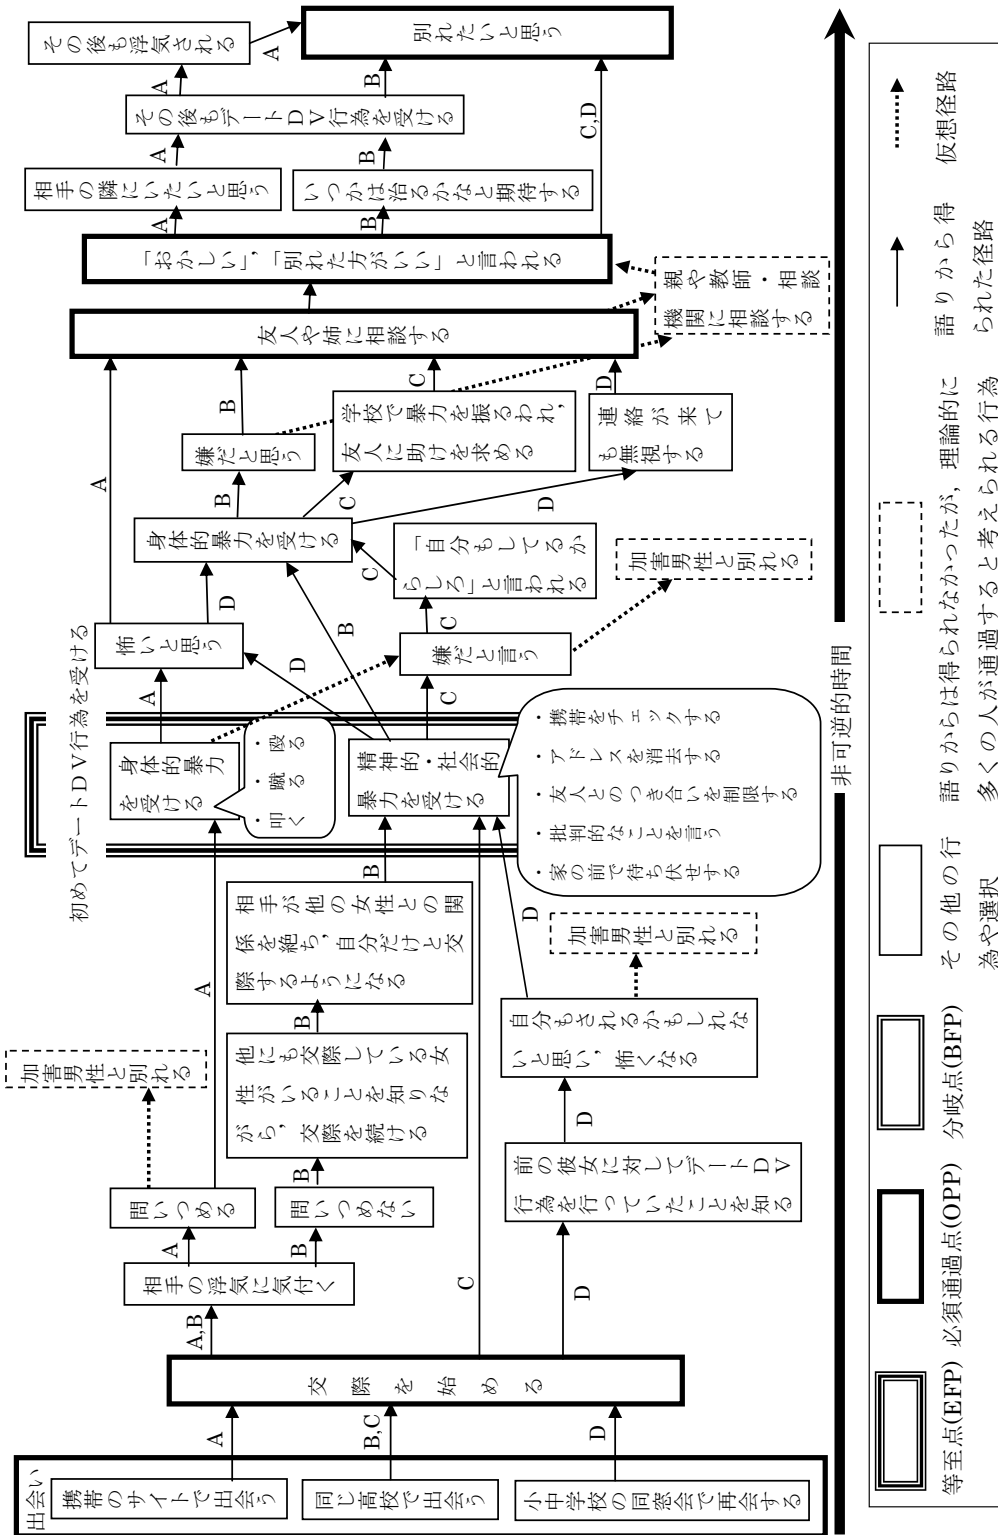 出会い
携帯のサイトで出会う
同じ高校で出会う
小中学校の同窓会で再会する
A
B,C
D
交際を始める
A,B
C
D
相手の浮気に気付く
A
B
問いつめる
問いつめない
加害男性と別れる
A
B
他にも交際している女
性がいることを知りな
がら，交際を続ける
B
相手が他の女性との関
係を絶ち，自分だけと交
際するようになる
B
前の彼女に対してデートＤＶ
行為を行っていたことを知る
D
自分もされるかもしれな
いと思い，怖くなる
D
加害男性と別れる
初めてデートＤＶ行為を受ける
身体的暴力
を受ける
・殴る
・蹴る
・叩く
精神的・社会的
暴力を受ける
・携帯をチェックする
・アドレスを消去する
・友人とのつき合いを制限する
・批判的なことを言う
・家の前で待ち伏せする
A
D
B
C
怖いと思う
嫌だと言う
A
D
C
「自分もしてるか
らしろ」と言われる
C
加害男性と別れる
身体的暴力を受ける
B
C
D
嫌だと思う
学校で暴力を振るわれ，
友人に助けを求める
連絡が来て
も無視する
B
C
D
友人や姉に相談する
親や教師・相談
機関に相談する
「おかしい」，「別れた方がいい」と言われる
A
B
C,D
相手の隣にいたいと思う
いつかは治るかなと期待する
A
B
その後もデートＤＶ行為を受ける
A
B
その後も浮気される
A
別れたいと思う
非可逆的時間
等至点(EFP)
必須通過点(OPP)
分岐点(BFP)
その他の行
為や選択
語りからは得られなかったが，理論的に
多くの人が通過すると考えられる行為
語りから得
られた径路
仮想径路